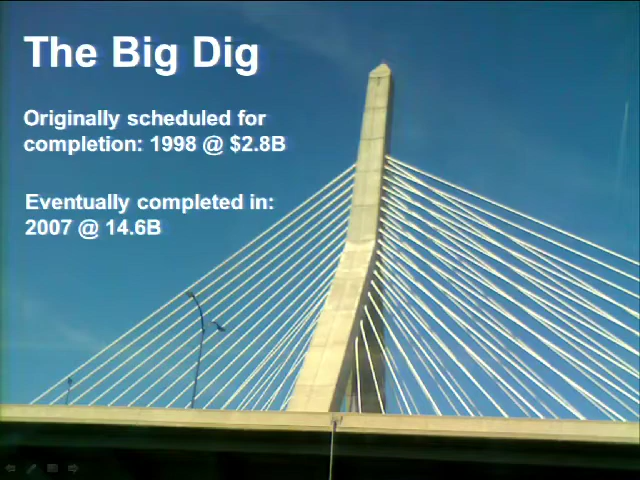 The Big Dig
Originally scheduled for
completion: 1998 @ $2.8B
Eventually completed in:
2007 @ 14.6B